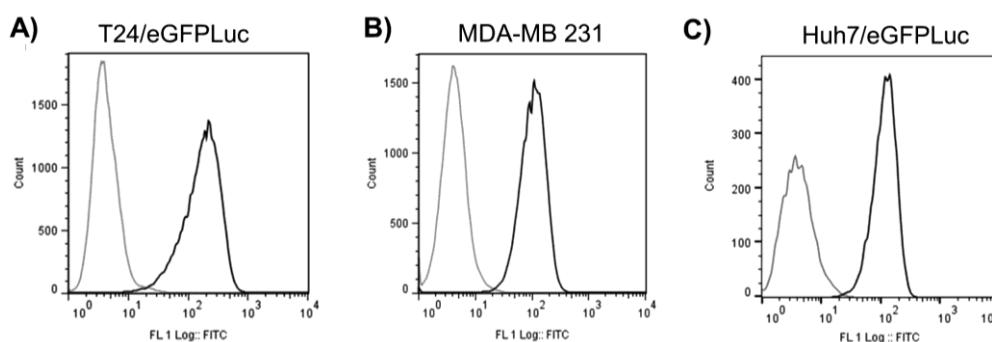 A) T24/eGFPLuc
B) MDA-MB 231
C) Huh7/eGFPLuc
Count
1500
1000
500
0
10^0 10^1 10^2 10^3 10^4
FL 1 Log:: FITC
Count
1500
1000
500
0
10^0 10^1 10^2 10^3 10^4
FL 1 Log:: FITC
Count
400
300
200
100
0
10^0 10^1 10^2 10^3
FL 1 Log:: FITC